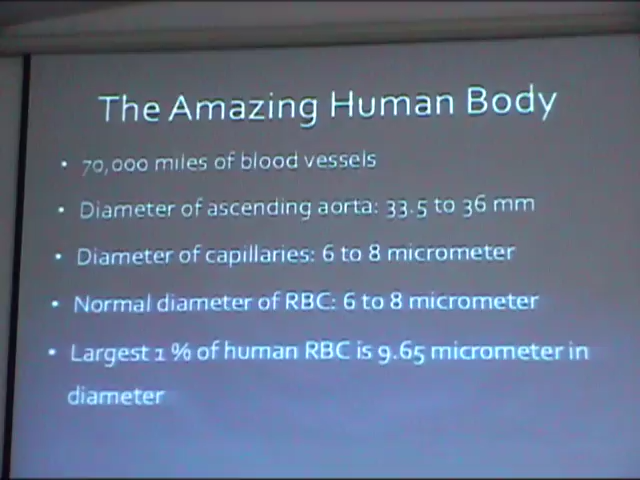 The Amazing Human Body
• 70,000 miles of blood vessels
• Diameter of ascending aorta: 33.5 to 36 mm
• Diameter of capillaries: 6 to 8 micrometer
• Normal diameter of RBC: 6 to 8 micrometer
• Largest 1 % of human RBC is 9.65 micrometer in
diameter